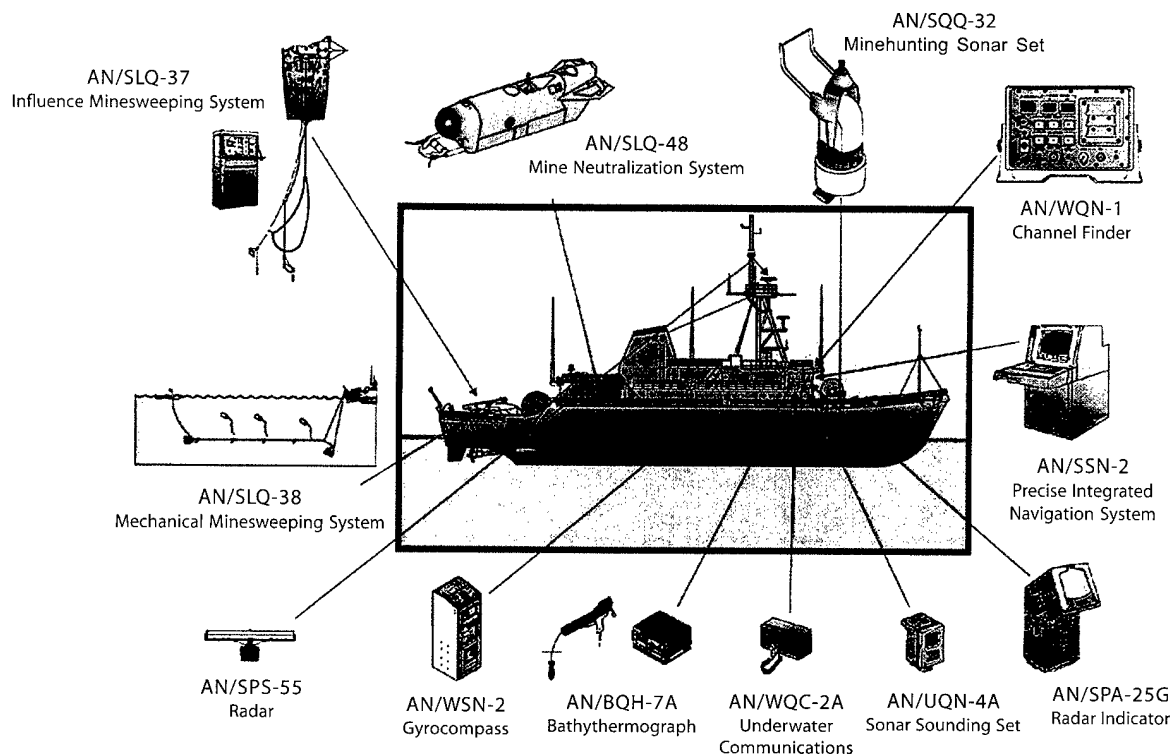 AN/SQQ-32
Minehunting Sonar Set
AN/SLQ-37
Influence Minesweeping System
AN/SLQ-48
Mine Neutralization System
AN/WQN-1
Channel Finder
AN/SSN-2
Precise Integrated
Navigation System
AN/SLQ-38
Mechanical Minesweeping System
AN/SPS-55
Radar
AN/WSN-2
Gyrocompass
AN/BQH-7A
Bathythermograph
AN/WQC-2A
Underwater
Communications
AN/UQN-4A
Sonar Sounding Set
AN/SPA-25G
Radar Indicator